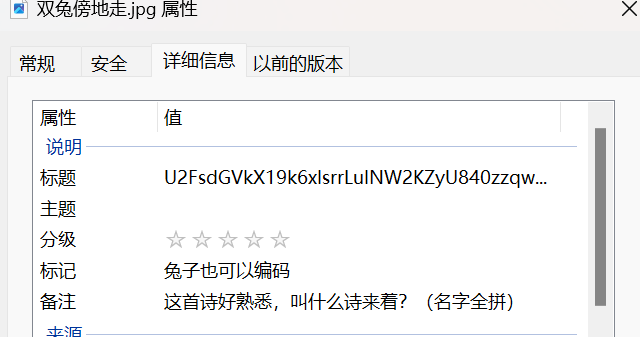 双兔傍地走.jpg 属性
常规 安全 详细信息 以前的版本
属性 值
说明
标题 U2FsdGVkX19k6xlsrrLulNW2KZyU840zzqw...
主题
分级 ☆☆☆☆☆
标记 兔子也可以编码
备注 这首诗好熟悉，叫什么诗来着？（名字全拼）
来源